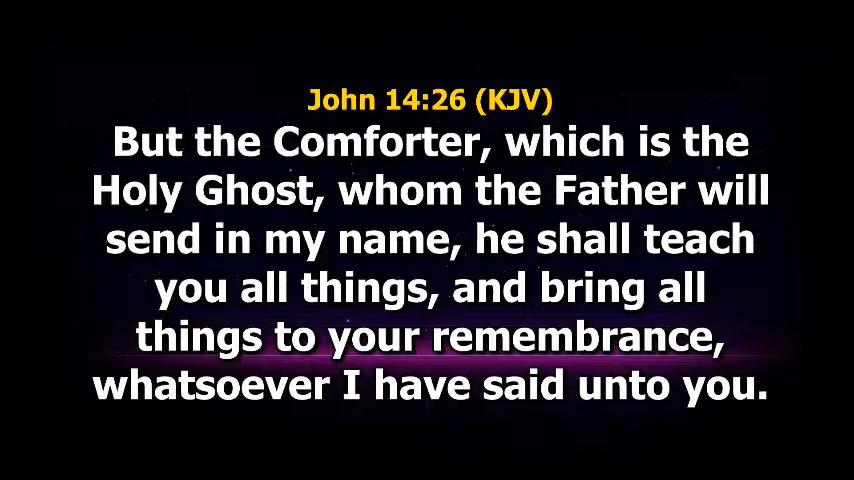 John 14:26 (KJV)
But the Comforter, which is the
Holy Ghost, whom the Father will
send in my name, he shall teach
you all things, and bring all
things to your remembrance,
whatsoever I have said unto you.